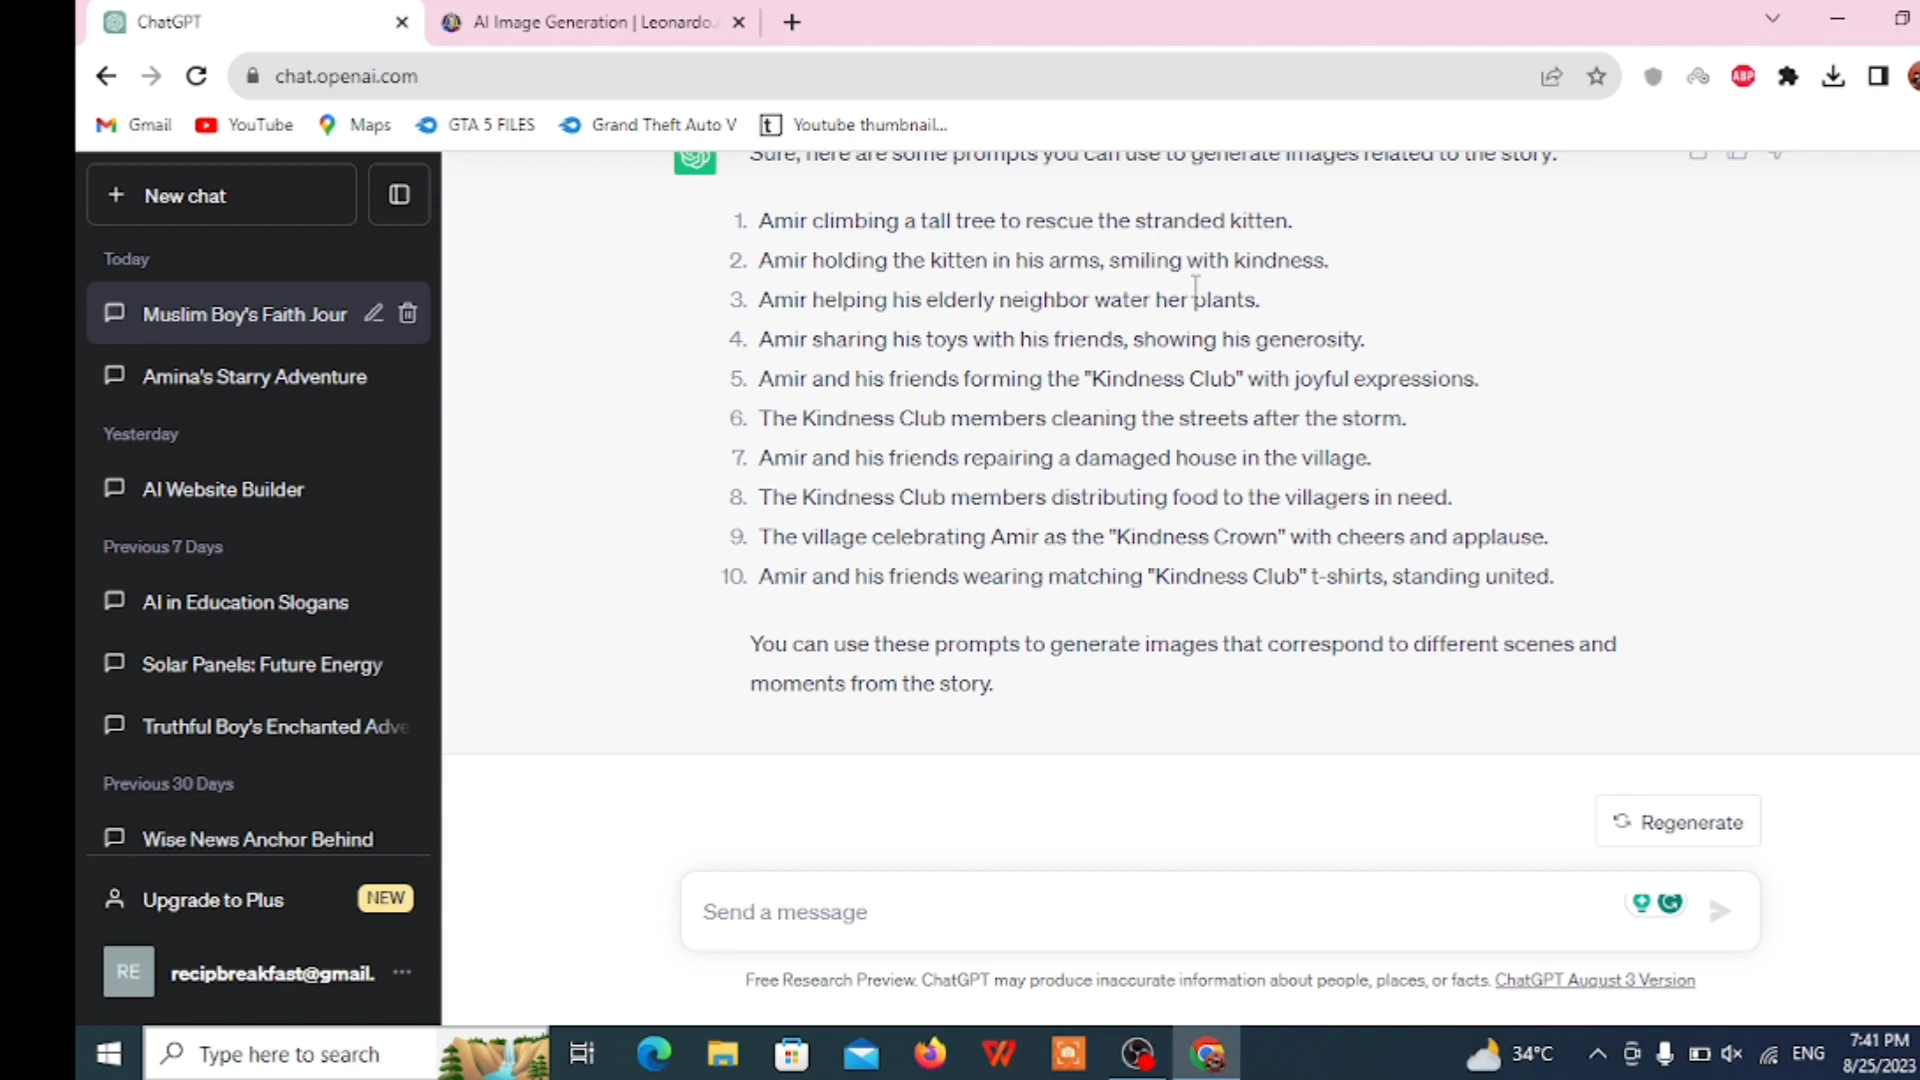 ChatGPT
AI Image Generation | Leonardo.
chat.openai.com
ABP
Gmail
YouTube
Maps
GTA 5 FILES
Grand Theft Auto V
Youtube thumbnail...
New chat
Today
Muslim Boy's Faith Jour
Amina's Starry Adventure
Yesterday
AI Website Builder
Previous 7 Days
AI in Education Slogans
Solar Panels: Future Energy
Truthful Boy's Enchanted Adve
Previous 30 Days
Wise News Anchor Behind
Upgrade to Plus
NEW
RE
recipbreakfast@gmail.
Sure, here are some prompts you can use to generate images related to the story:
1. Amir climbing a tall tree to rescue the stranded kitten.
2. Amir holding the kitten in his arms, smiling with kindness.
3. Amir helping his elderly neighbor water her plants.
4. Amir sharing his toys with his friends, showing his generosity.
5. Amir and his friends forming the "Kindness Club" with joyful expressions.
6. The Kindness Club members cleaning the streets after the storm.
7. Amir and his friends repairing a damaged house in the village.
8. The Kindness Club members distributing food to the villagers in need.
9. The village celebrating Amir as the "Kindness Crown" with cheers and applause.
10. Amir and his friends wearing matching "Kindness Club" t-shirts, standing united.
You can use these prompts to generate images that correspond to different scenes and
moments from the story.
Regenerate
Send a message
Free Research Preview. ChatGPT may produce inaccurate information about people, places, or facts. ChatGPT August 3 Version
Type here to search
34°C
ENG
7:41 PM
8/25/2023